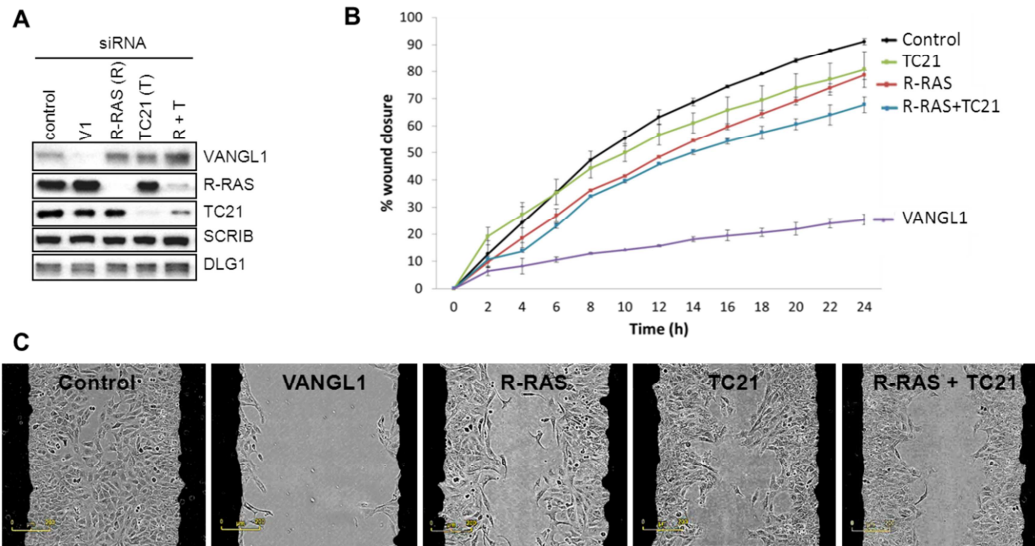 A
siRNA
control
V1
R-RAS (R)
TC21 (T)
R + T
VANGL1
R-RAS
TC21
SCRIB
DLG1
B
% wound closure
90
80
70
60
50
40
30
20
10
0
0 2 4 6 8 10 12 14 16 18 20 22 24
Time (h)
Control
TC21
R-RAS
R-RAS+TC21
VANGL1
C
Control
VANGL1
R-RAS
TC21
R-RAS + TC21